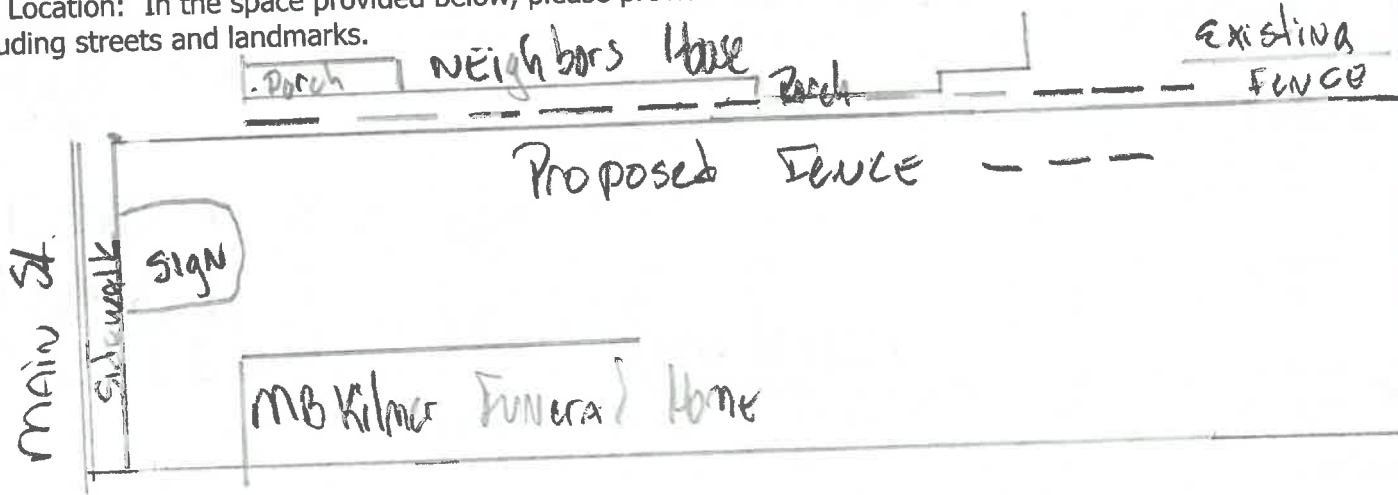 Location: In the space provided below, please
uding streets and landmarks.
Existing
Fence
Porch
Neighbors House
Porch
Proposed Fence
Main St.
Sidewalk
Sign
MB Kilmer Funeral Home